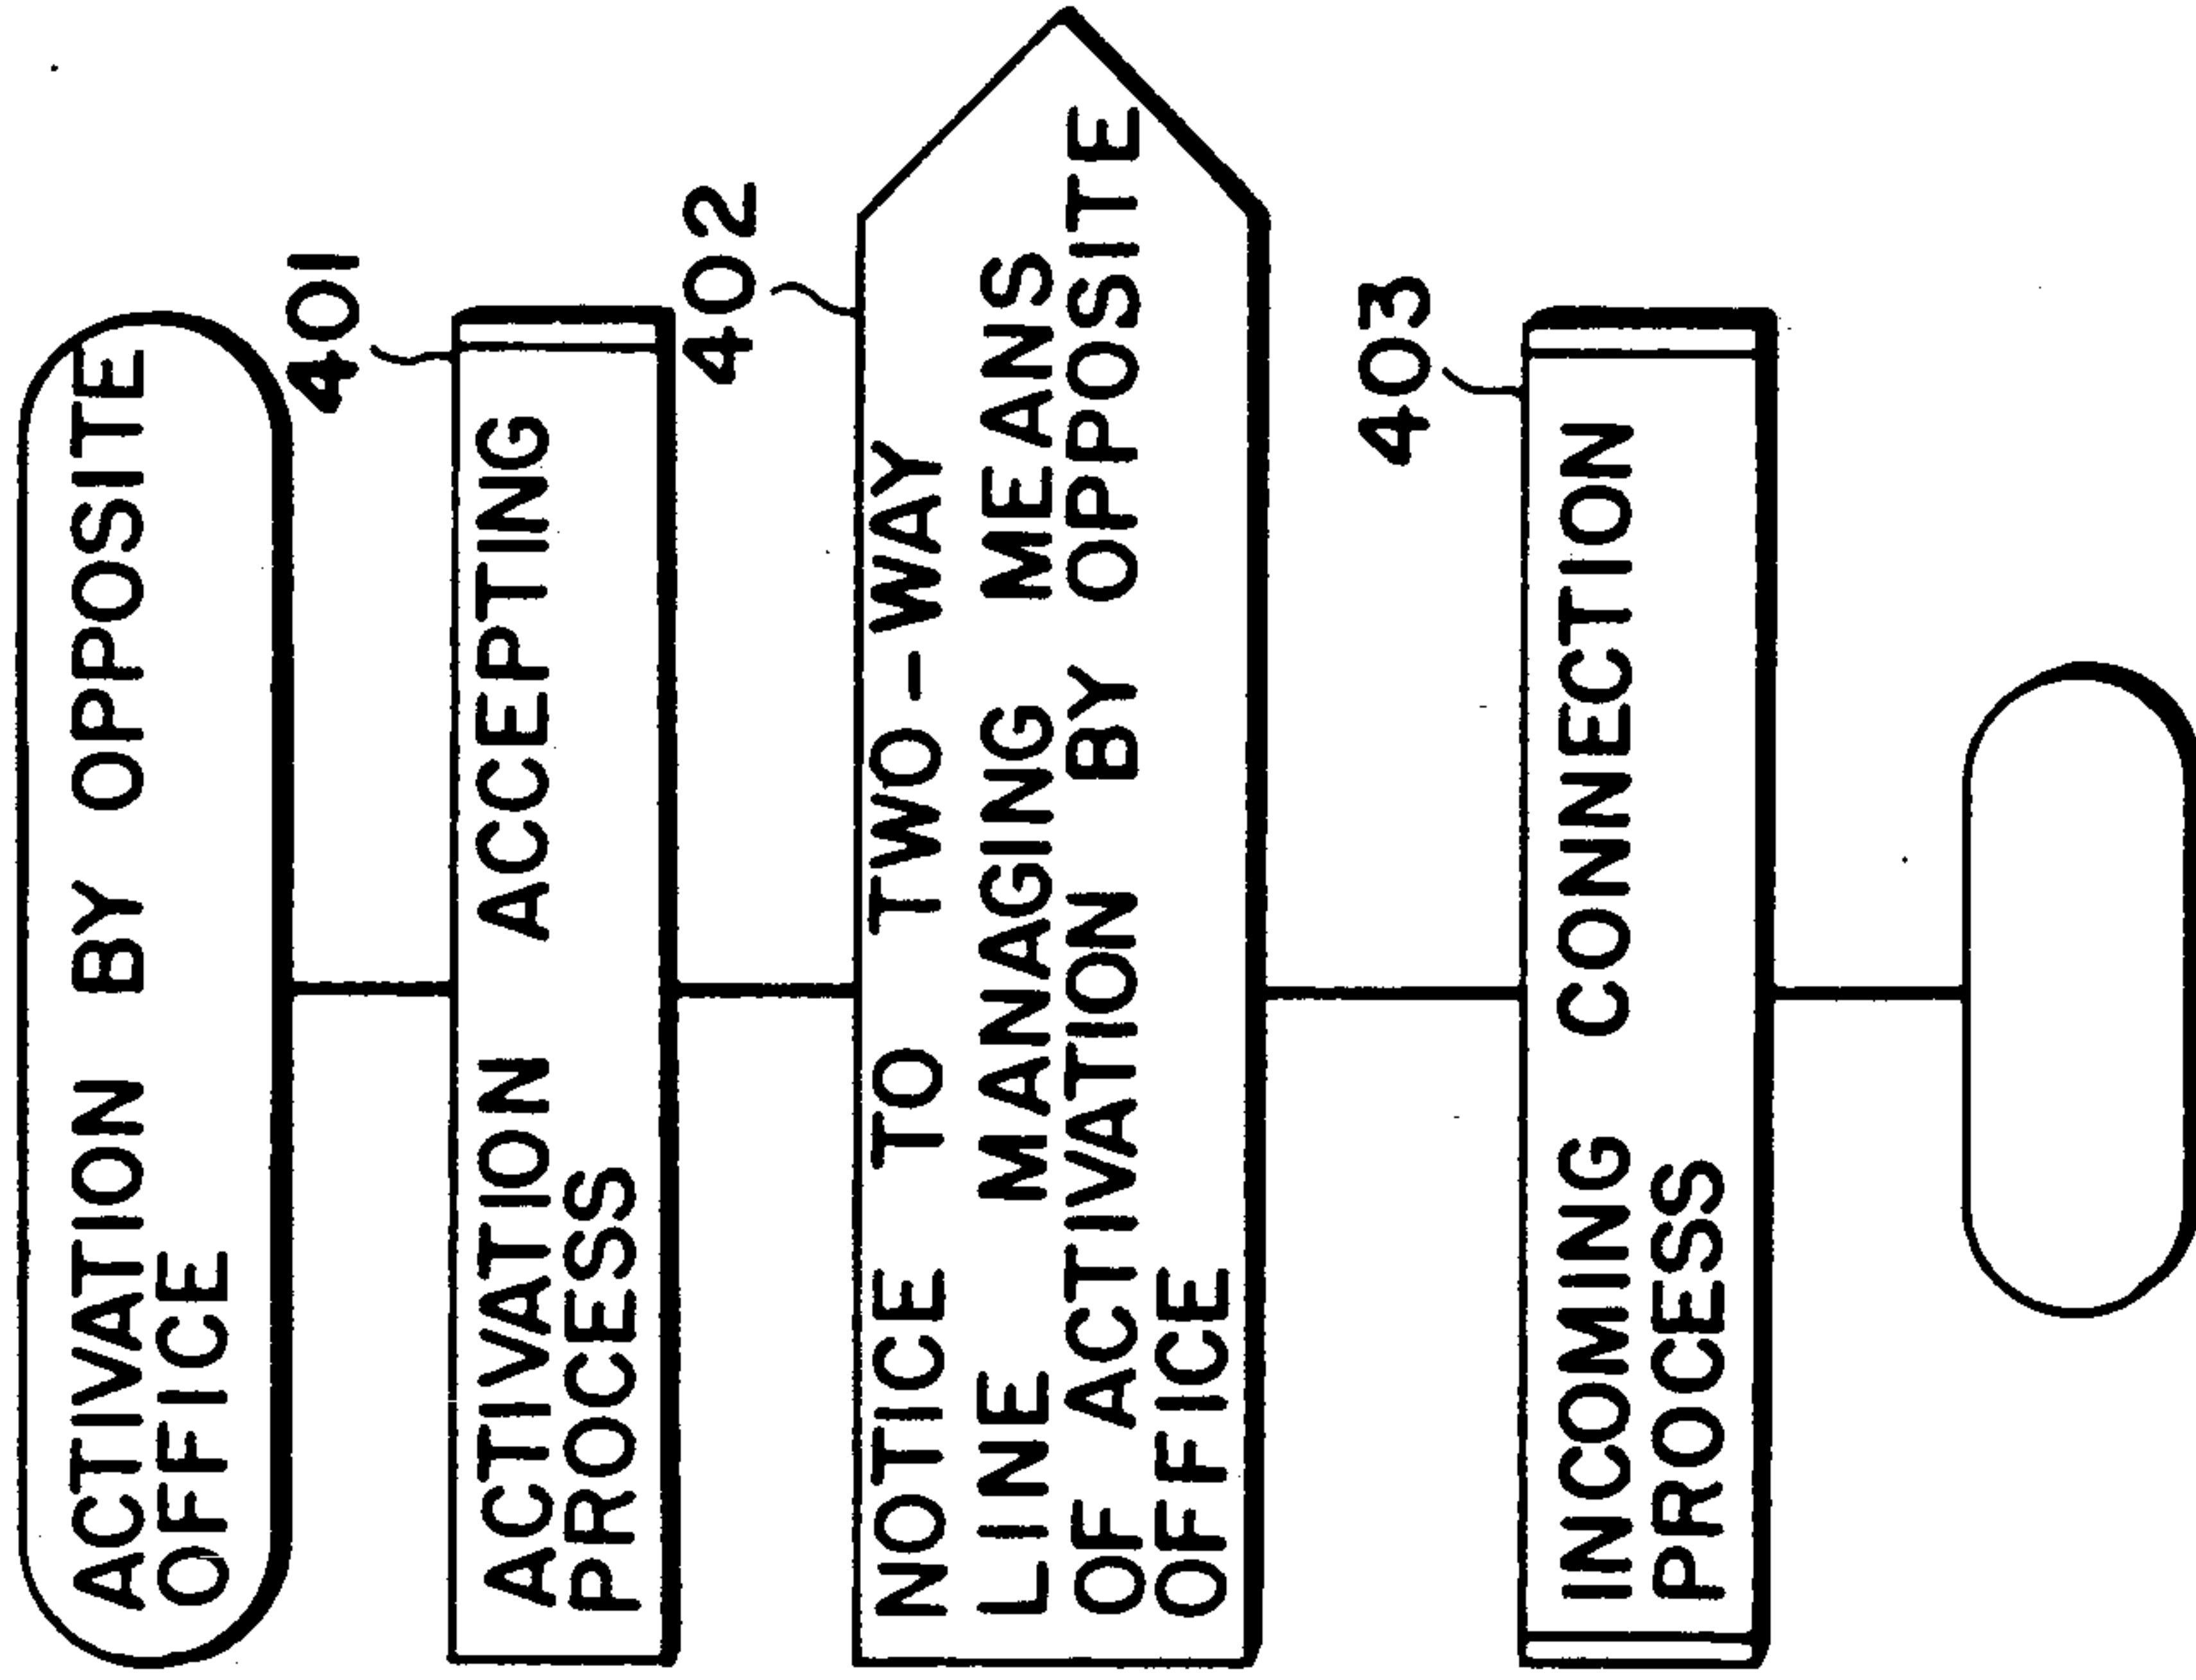 ACTIVATION BY OPPOSITE
OFFICE
401
ACTIVATION ACCEPTING
PROCESS
402
NOTICE TO TWO-WAY
LINE MANAGING MEANS
OF ACTIVATION BY OPPOSITE
OFFICE
403
INCOMING CONNECTION
PROCESS